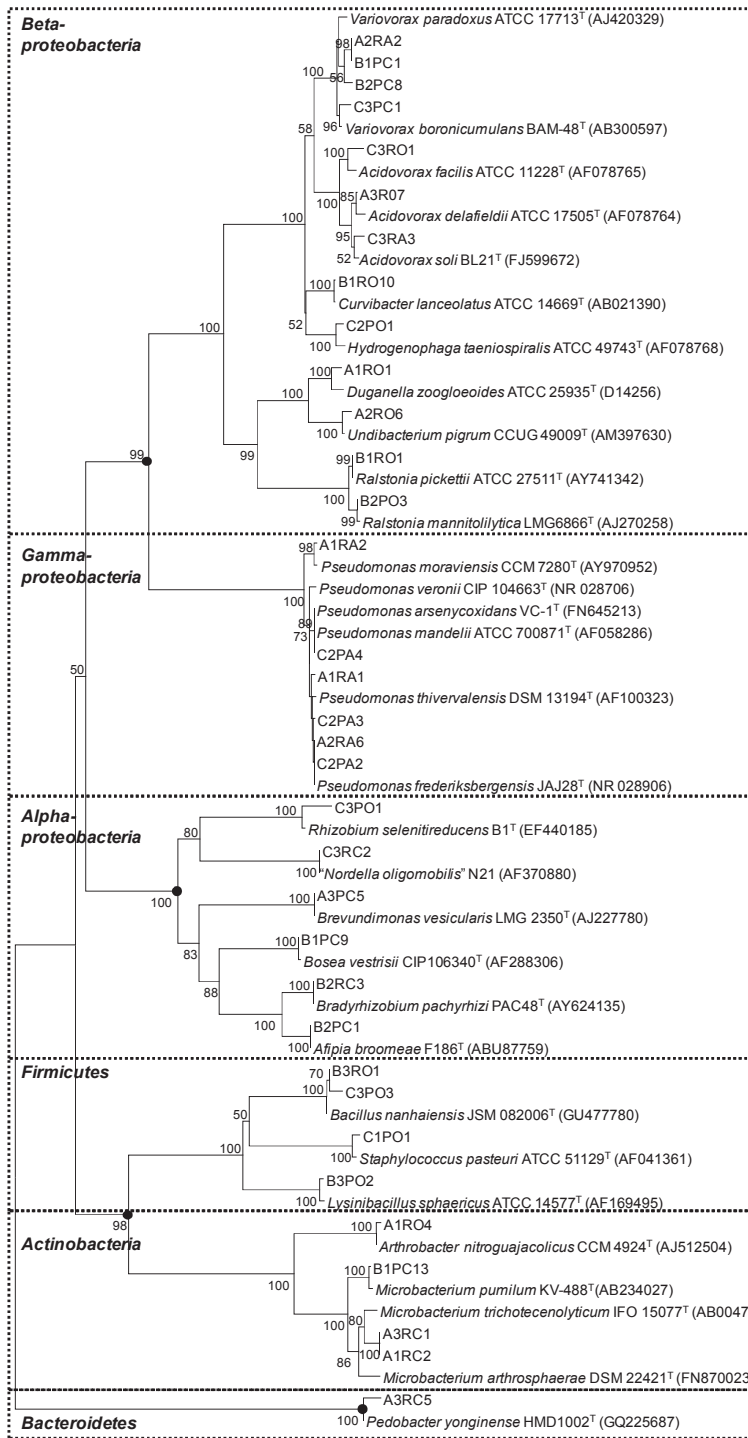 Beta-
proteobacteria
Variovorax paradoxus ATCC 17713ᵀ (AJ420329)
98
A2RA2
B1PC1
100
56
B2PC8
C3PC1
96
Variovorax boronicumulans BAM-48ᵀ (AB300597)
58
100
C3RO1
Acidovorax facilis ATCC 11228ᵀ (AF078765)
100
85
A3R07
Acidovorax delafieldii ATCC 17505ᵀ (AF078764)
100
95
C3RA3
52
Acidovorax soli BL21ᵀ (FJ599672)
100
B1RO10
Curvibacter lanceolatus ATCC 14669ᵀ (AB021390)
52
C2PO1
100
Hydrogenophaga taeniospiralis ATCC 49743ᵀ (AF078768)
100
A1RO1
100
Duganella zoogloeoides ATCC 25935ᵀ (D14256)
A2RO6
100
Undibacterium pigrum CCUG 49009ᵀ (AM397630)
99
99
99
B1RO1
Ralstonia pickettii ATCC 27511ᵀ (AY741342)
100
B2PO3
99
Ralstonia mannitolilytica LMG6866ᵀ (AJ270258)
Gamma-
proteobacteria
98
A1RA2
Pseudomonas moraviensis CCM 7280ᵀ (AY970952)
Pseudomonas veronii CIP 104663ᵀ (NR 028706)
100
Pseudomonas arsenycoxidans VC-1ᵀ (FN645213)
89
73
Pseudomonas mandelii ATCC 700871ᵀ (AF058286)
C2PA4
50
A1RA1
Pseudomonas thivervalensis DSM 13194ᵀ (AF100323)
C2PA3
A2RA6
C2PA2
Pseudomonas frederiksbergensis JAJ28ᵀ (NR 028906)
Alpha-
proteobacteria
100
C3PO1
Rhizobium selenitireducens B1ᵀ (EF440185)
80
C3RC2
100
"Nordella oligomobilis" N21 (AF370880)
100
100
A3PC5
Brevundimonas vesicularis LMG 2350ᵀ (AJ227780)
83
100
B1PC9
Bosea vestrisii CIP106340ᵀ (AF288306)
88
100
B2RC3
Bradyrhizobium pachyrhizi PAC48ᵀ (AY624135)
100
B2PC1
100
Afipia broomeae F186ᵀ (ABU87759)
Firmicutes
70
B3RO1
100
C3PO3
50
Bacillus nanhaiensis JSM 082006ᵀ (GU477780)
C1PO1
100
100
Staphylococcus pasteuri ATCC 51129ᵀ (AF041361)
B3PO2
100
Lysinibacillus sphaericus ATCC 14577ᵀ (AF169495)
98
Actinobacteria
100
A1RO4
Arthrobacter nitroguajacolicus CCM 4924ᵀ (AJ512504)
100
100
B1PC13
Microbacterium pumilum KV-488ᵀ(AB234027)
100
80
Microbacterium trichotecenolyticum IFO 15077ᵀ (AB0047
A3RC1
100
A1RC2
86
Microbacterium arthrosphaerae DSM 22421ᵀ (FN870023
Bacteroidetes
A3RC5
100
Pedobacter yonginense HMD1002ᵀ (GQ225687)